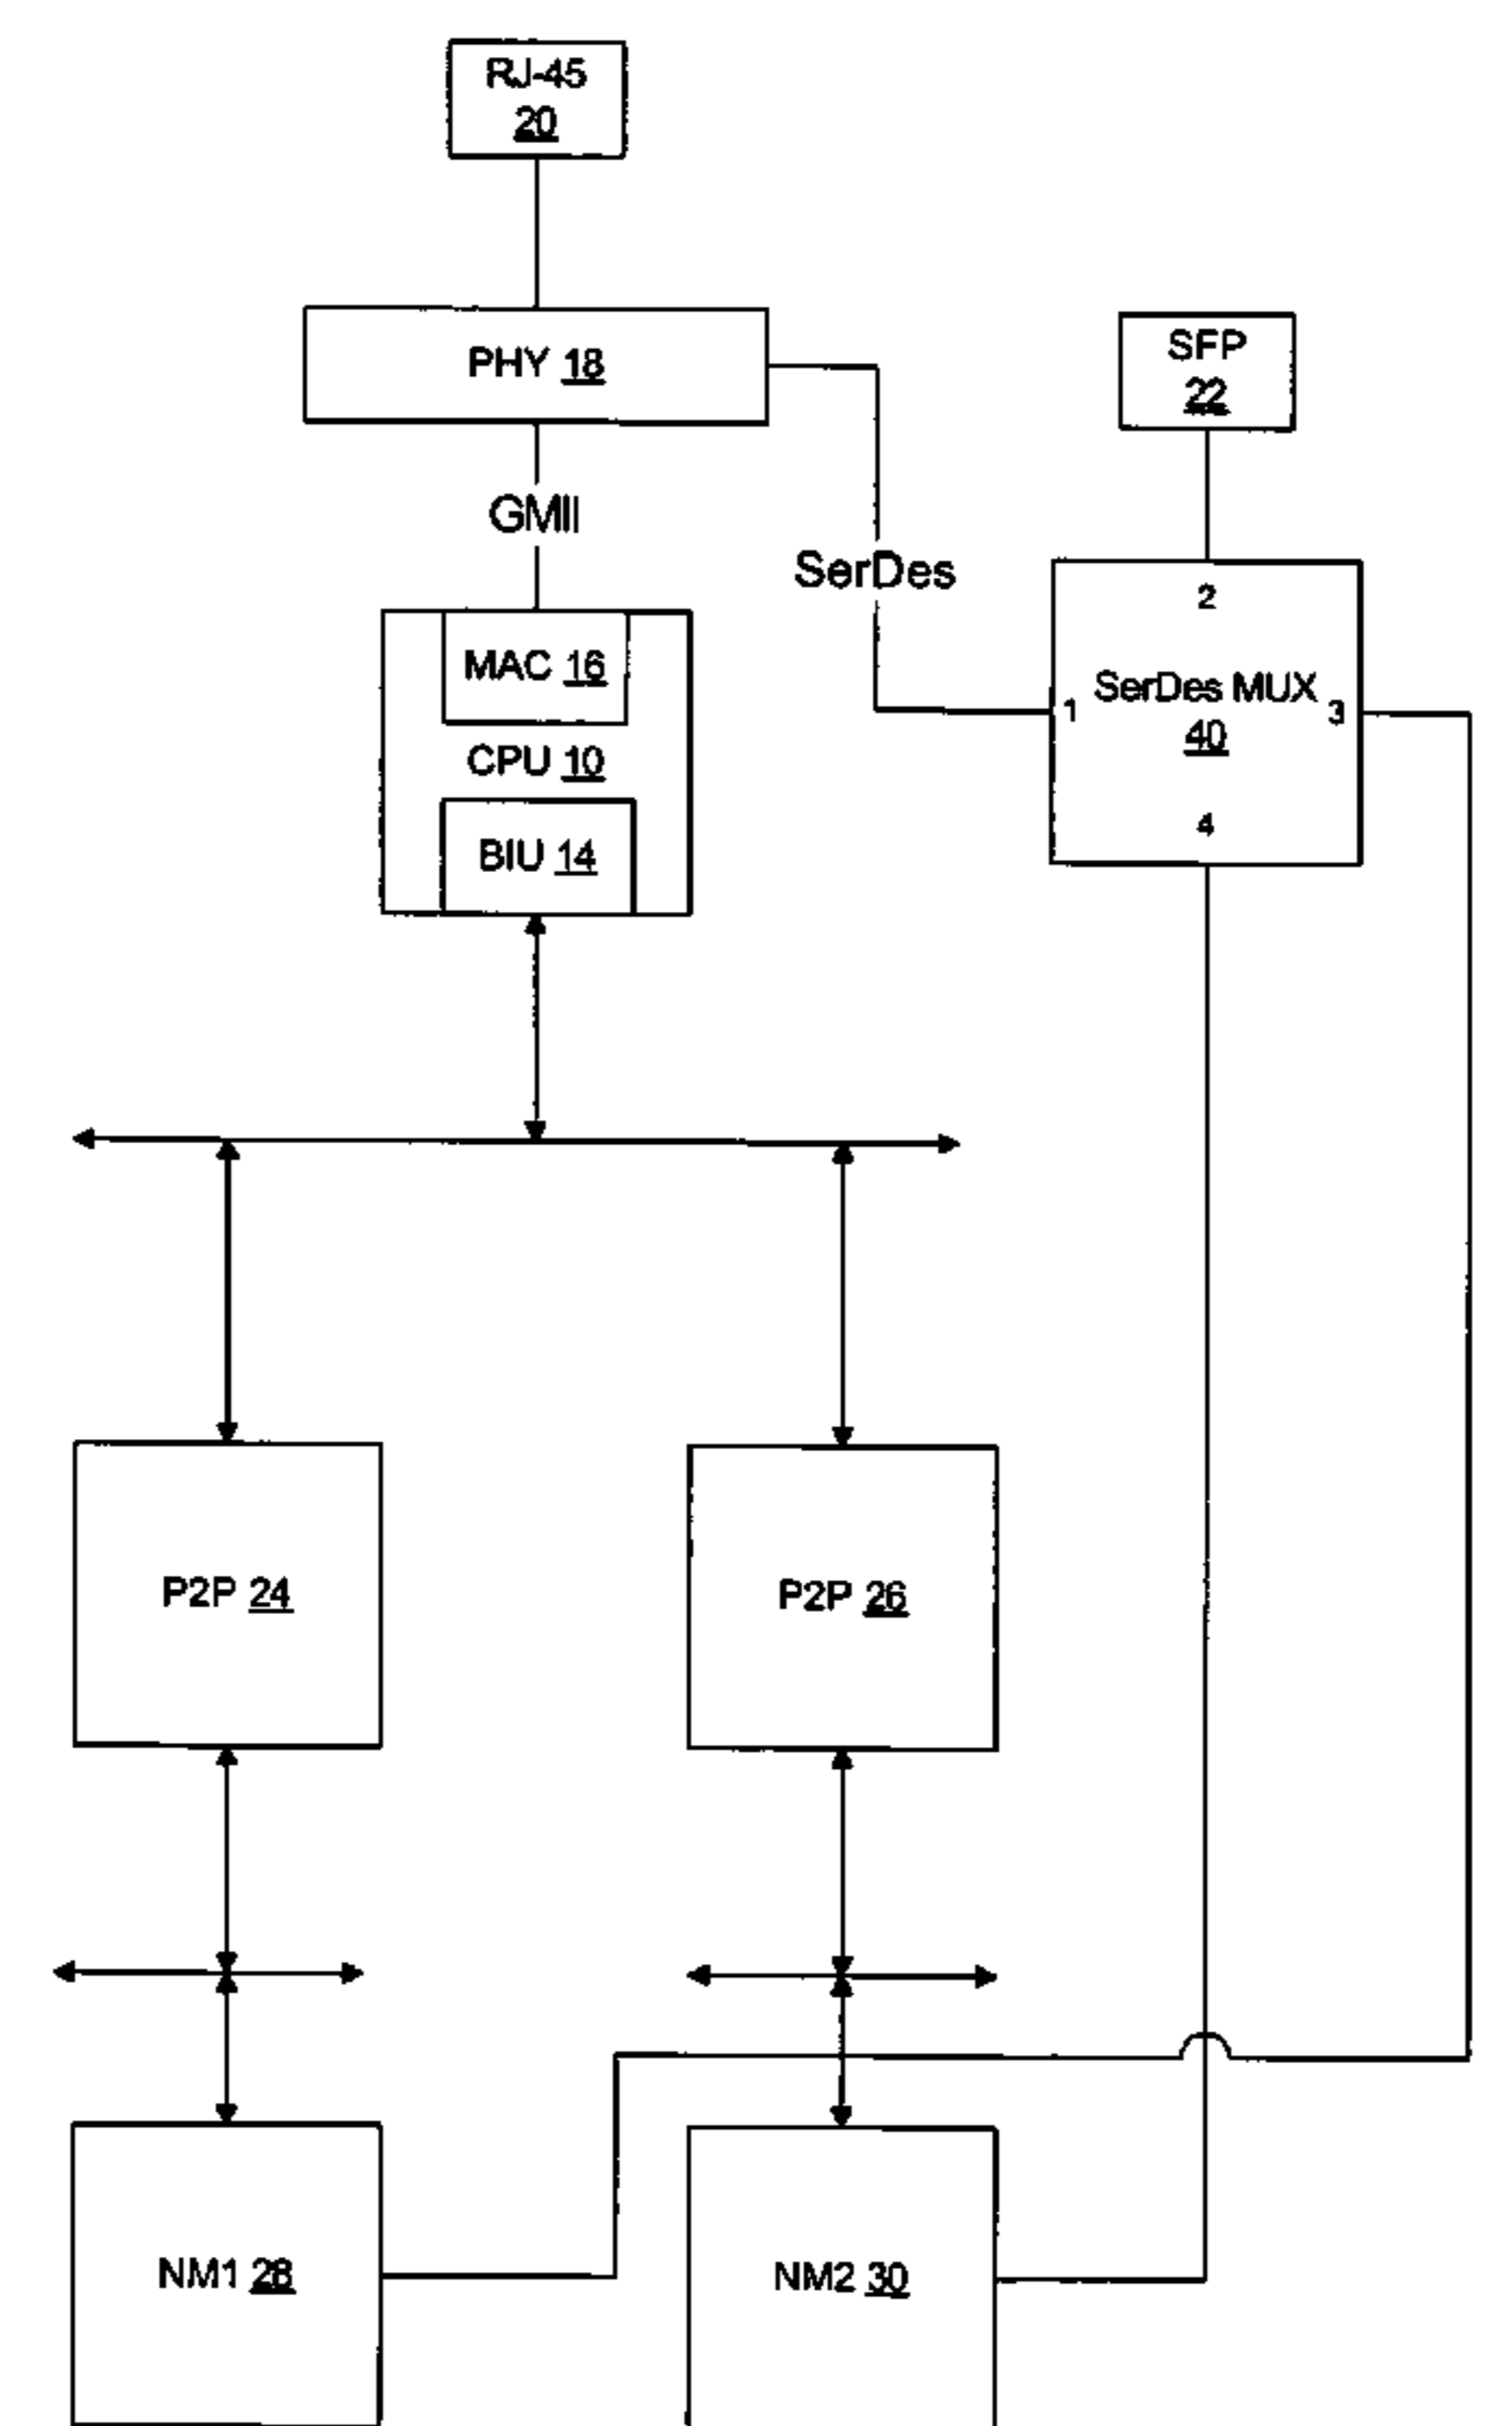 RJ-45
20
PHY 18
SFP
22
GMII
SerDes
2
MAC 16
SerDes MUX
1
3
40
CPU 10
4
BIU 14
P2P 24
P2P 26
NM1 28
NM2 30